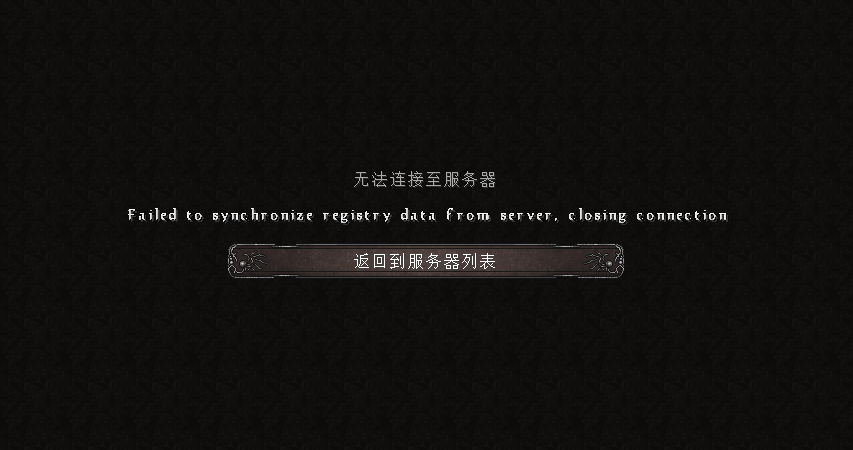 无法连接至服务器
Failed to synchronize registry data from server, closing connection
返回到服务器列表